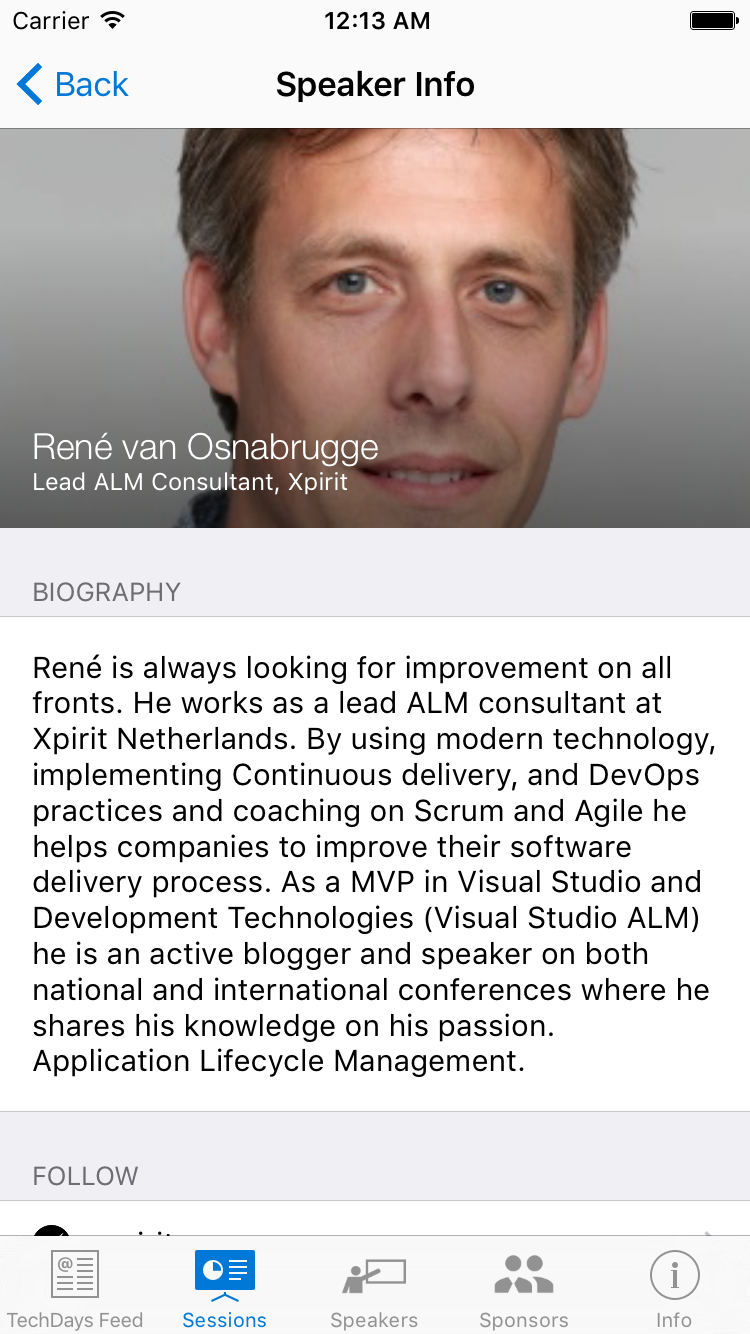 Carrier 12:13 AM
Back Speaker Info
René van Osnabrugge
Lead ALM Consultant, Xpirit
BIOGRAPHY
René is always looking for improvement on all
fronts. He works as a lead ALM consultant at
Xpirit Netherlands. By using modern technology,
implementing Continuous delivery, and DevOps
practices and coaching on Scrum and Agile he
helps companies to improve their software
delivery process. As a MVP in Visual Studio and
Development Technologies (Visual Studio ALM)
he is an active blogger and speaker on both
national and international conferences where he
shares his knowledge on his passion.
Application Lifecycle Management.
FOLLOW
TechDays Feed Sessions Speakers Sponsors Info